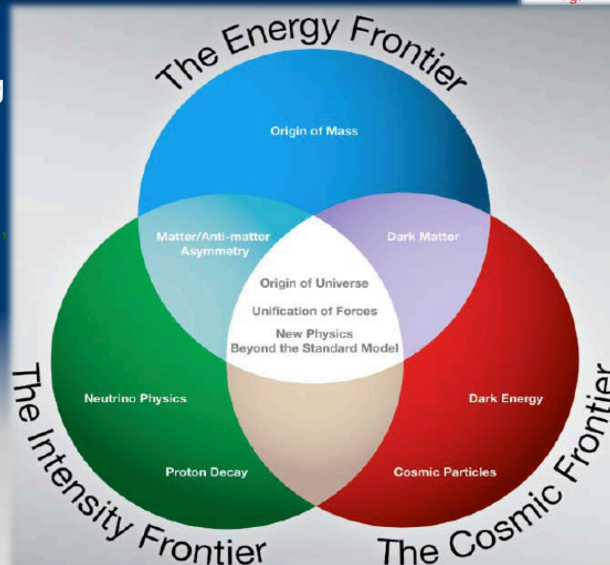 The Energy Frontier
Origin of Mass
Matter/Anti-matter
Asymmetry
Dark Matter
Origin of Universe
Unification of Forces
New Physics
Beyond the Standard Model
Neutrino Physics
Dark Energy
Proton Decay
Cosmic Particles
The Intensity Frontier
The Cosmic Frontier